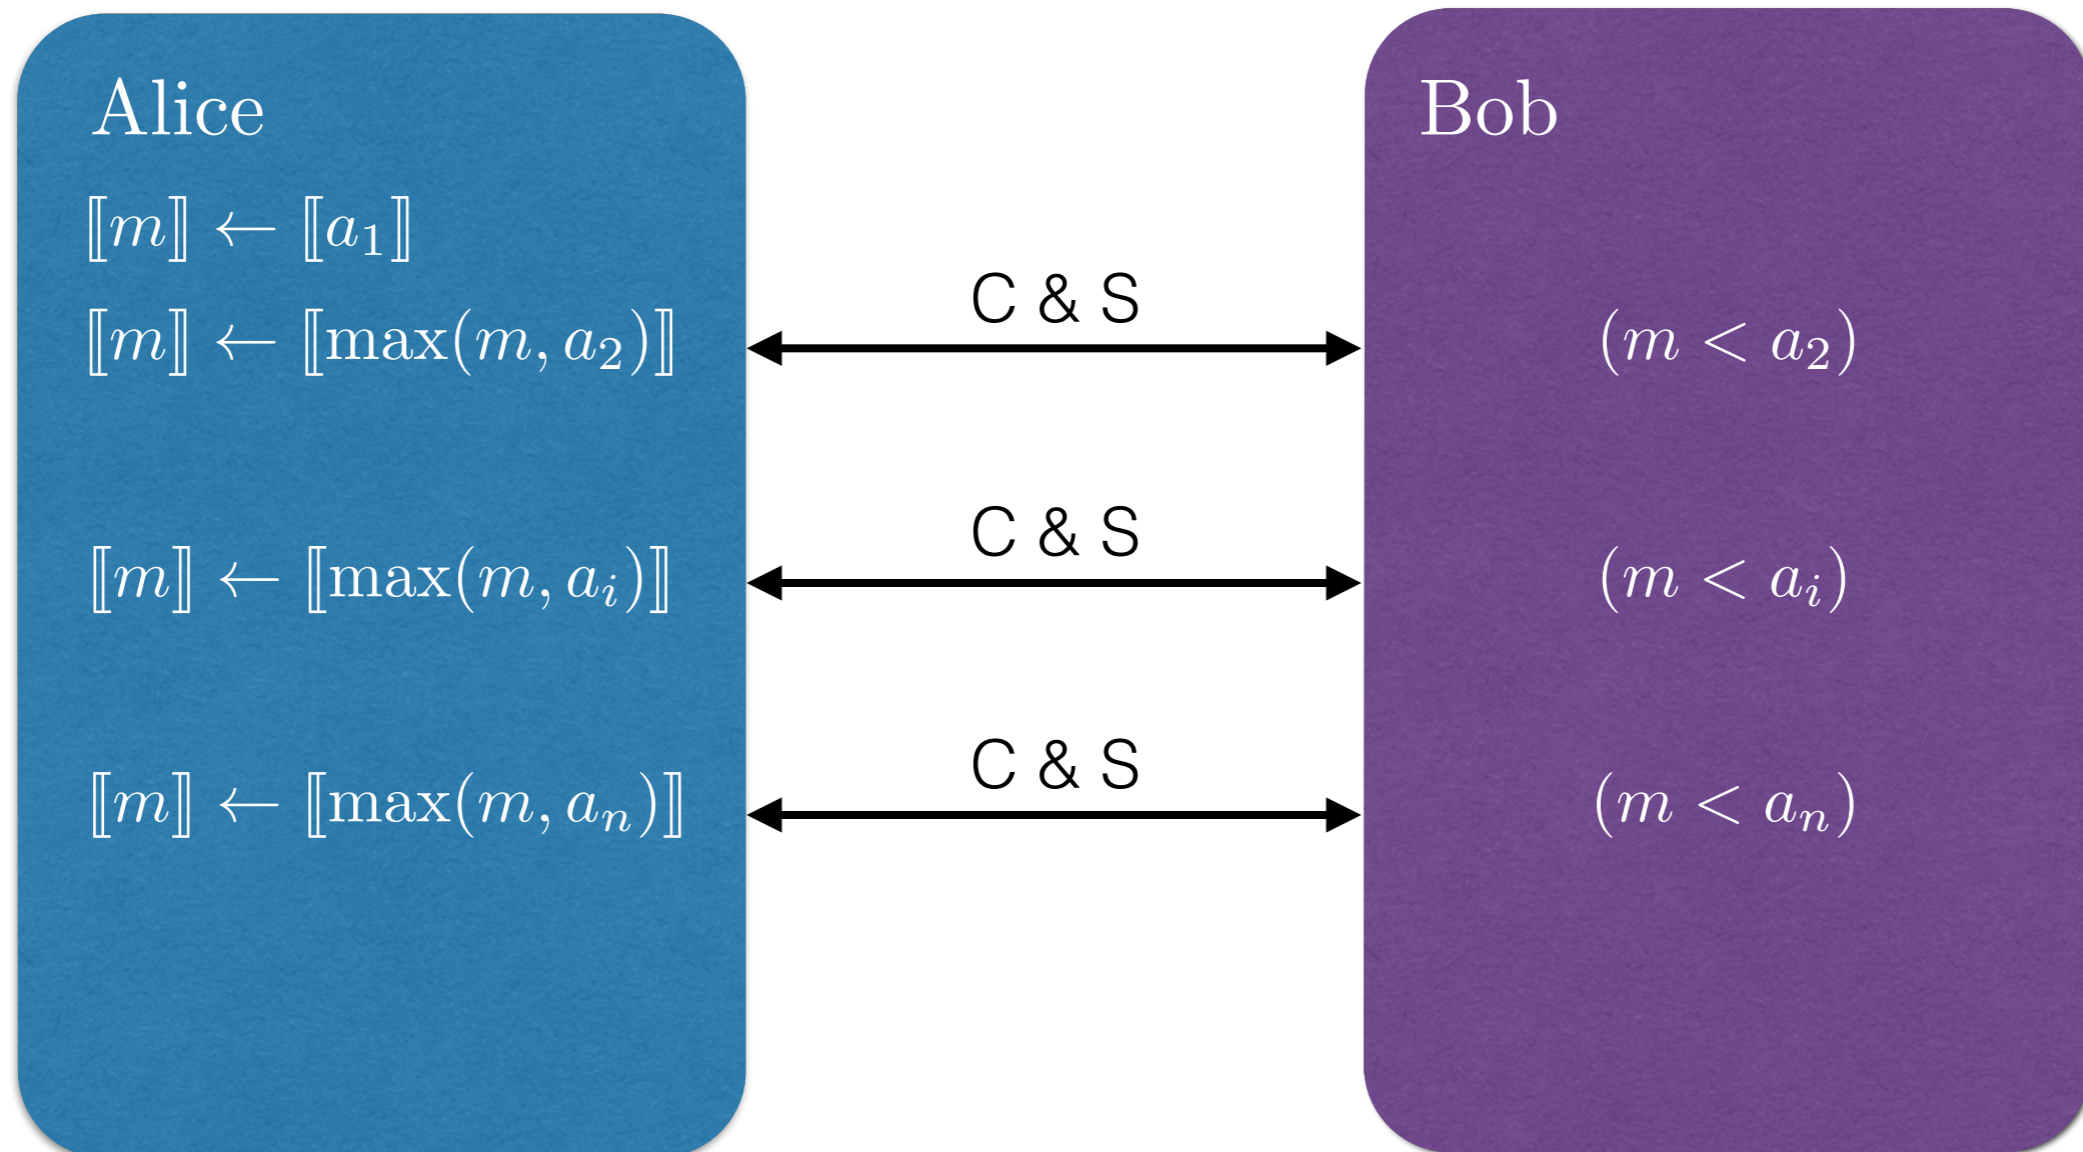 Alice
Bob
⟦m⟧ ← ⟦a₁⟧
⟦m⟧ ← ⟦max(m, a₂)⟧
C & S
(m < a₂)
⟦m⟧ ← ⟦max(m, aᵢ)⟧
C & S
(m < aᵢ)
⟦m⟧ ← ⟦max(m, aₙ)⟧
C & S
(m < aₙ)